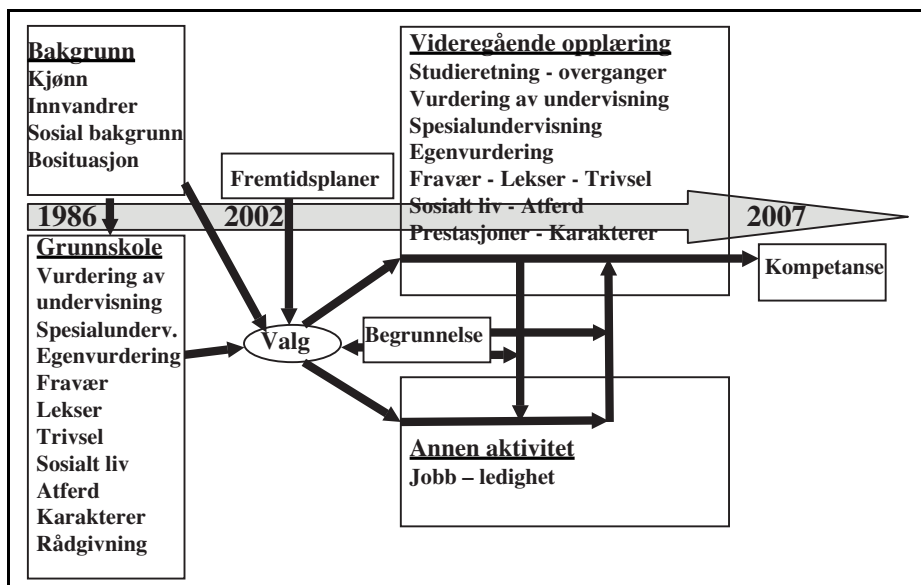 Bakgrunn
Kjønn
Innvandrer
Sosial bakgrunn
Bosituasjon
Fremtidsplaner
Videregående opplæring
Studieretning - overganger
Vurdering av undervisning
Spesialundervisning
Egenvurdering
Fravær - Lekser - Trivsel
Sosialt liv - Atferd
Prestasjoner - Karakterer
1986
2002
2007
Grunnskole
Vurdering av
undervisning
Spesialunderv.
Egenvurdering
Fravær
Lekser
Trivsel
Sosialt liv
Atferd
Karakterer
Rådgivning
Valg
Begrunnelse
Kompetanse
Annen aktivitet
Jobb – ledighet